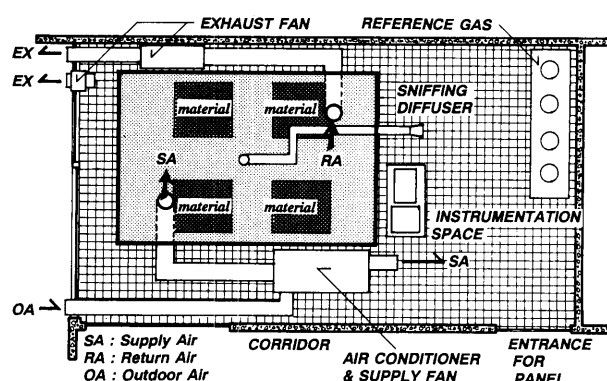 EXHAUST FAN
REFERENCE GAS
EX
EX
material
material
SNIFFING
DIFFUSER
SA
RA
material
material
INSTRUMENTATION
SPACE
SA
OA
SA : Supply Air
RA : Return Air
OA : Outdoor Air
CORRIDOR
AIR CONDITIONER
& SUPPLY FAN
ENTRANCE
FOR
PANEL